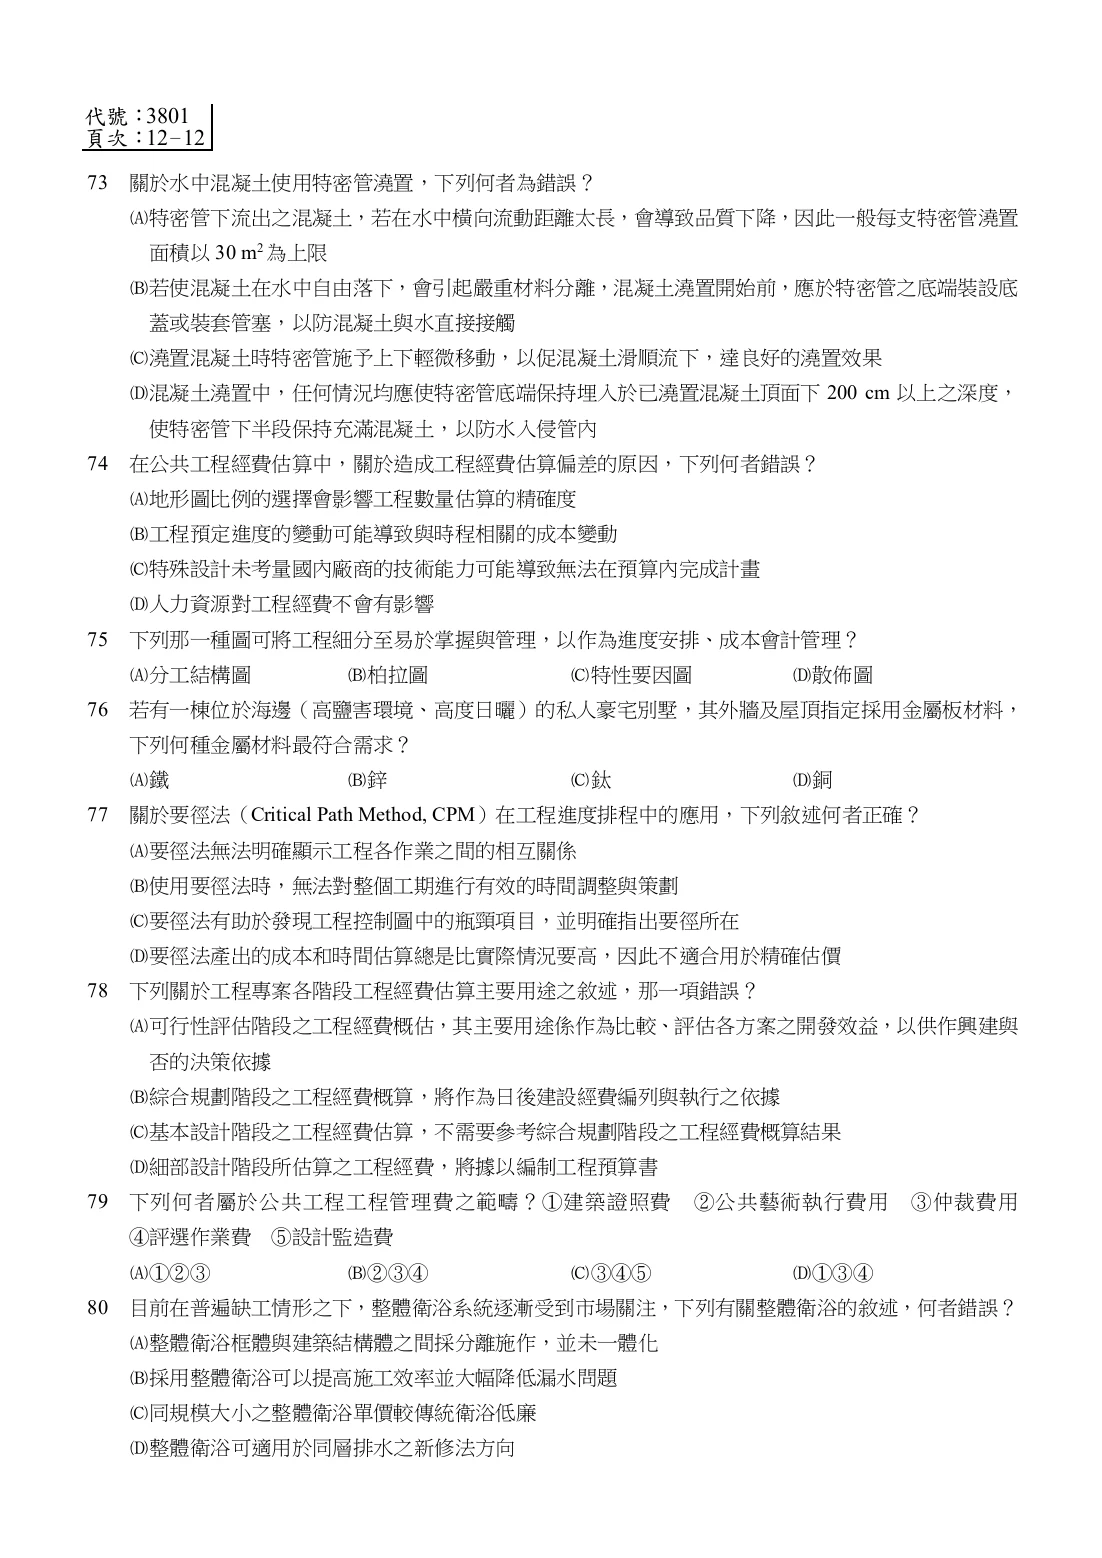 代號：3801
頁次：12－12
73 關於水中混凝土使用特密管澆置，下列何者為錯誤？
(A)特密管下流出之混凝土，若在水中橫向流動距離太長，會導致品質下降，因此一般每支特密管澆置
面積以 30 m²為上限
(B)若使混凝土在水中自由落下，會引起嚴重材料分離，混凝土澆置開始前，應於特密管之底端裝設底
蓋或裝套管塞，以防混凝土與水直接接觸
(C)澆置混凝土時特密管施予上下輕微移動，以促混凝土滑順流下，達良好的澆置效果
(D)混凝土澆置中，任何情況均應使特密管底端保持埋入於已澆置混凝土頂面下 200 cm 以上之深度，
使特密管下半段保持充滿混凝土，以防水入侵管內
74 在公共工程經費估算中，關於造成工程經費估算偏差的原因，下列何者錯誤？
(A)地形圖比例的選擇會影響工程數量估算的精確度
(B)工程預定進度的變動可能導致與時程相關的成本變動
(C)特殊設計未考量國內廠商的技術能力可能導致無法在預算內完成計畫
(D)人力資源對工程經費不會有影響
75 下列那一種圖可將工程細分至易於掌握與管理，以作為進度安排、成本會計管理？
(A)分工結構圖 (B)柏拉圖 (C)特性要因圖 (D)散佈圖
76 若有一棟位於海邊（高鹽害環境、高度日曬）的私人豪宅別墅，其外牆及屋頂指定採用金屬板材料，
下列何種金屬材料最符合需求？
(A)鐵 (B)鋅 (C)鈦 (D)銅
77 關於要徑法（Critical Path Method, CPM）在工程進度排程中的應用，下列敘述何者正確？
(A)要徑法無法明確顯示工程各作業之間的相互關係
(B)使用要徑法時，無法對整個工期進行有效的時間調整與策劃
(C)要徑法有助於發現工程控制圖中的瓶頸項目，並明確指出要徑所在
(D)要徑法產出的成本和時間估算總是比實際情況要高，因此不適合用於精確估價
78 下列關於工程專案各階段工程經費估算主要用途之敘述，那一項錯誤？
(A)可行性評估階段之工程經費概估，其主要用途係作為比較、評估各方案之開發效益，以供作興建與
否的決策依據
(B)綜合規劃階段之工程經費概算，將作為日後建設經費編列與執行之依據
(C)基本設計階段之工程經費估算，不需要參考綜合規劃階段之工程經費概算結果
(D)細部設計階段所估算之工程經費，將據以編制工程預算書
79 下列何者屬於公共工程工程管理費之範疇？①建築證照費 ②公共藝術執行費用 ③仲裁費用
④評選作業費 ⑤設計監造費
(A)①②③ (B)②③④ (C)③④⑤ (D)①③④
80 目前在普遍缺工情形之下，整體衛浴系統逐漸受到市場關注，下列有關整體衛浴的敘述，何者錯誤？
(A)整體衛浴框體與建築結構體之間採分離施作，並未一體化
(B)採用整體衛浴可以提高施工效率並大幅降低漏水問題
(C)同規模大小之整體衛浴單價較傳統衛浴低廉
(D)整體衛浴可適用於同層排水之新修法方向